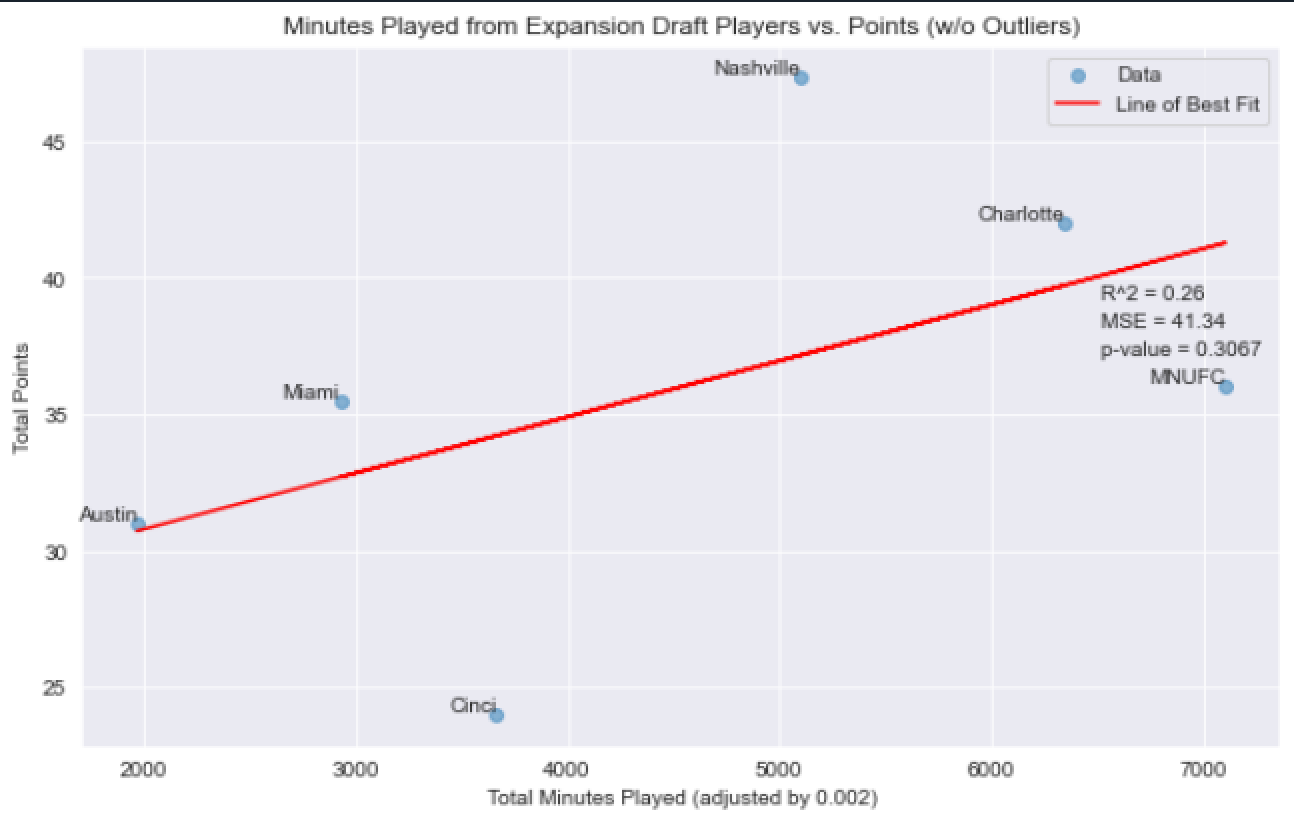 Minutes Played from Expansion Draft Players vs. Points (w/o Outliers)
Nashville
Data
Line of Best Fit
45
Charlotte
40
R^2 = 0.26
MSE = 41.34
p-value = 0.3067
MNUFC
Total Points
Miami
35
Austin
30
25
Cinci
2000 3000 4000 5000 6000 7000
Total Minutes Played (adjusted by 0.002)